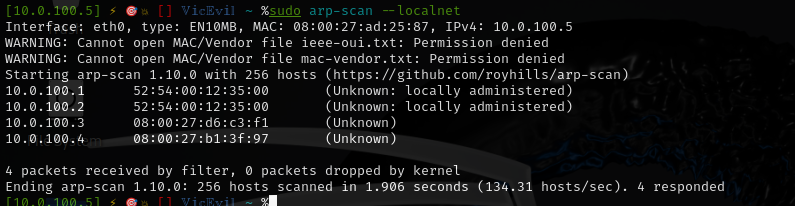 [10.0.100.5] ⚡ 🎯💥 [] VicEvil ~ %sudo arp-scan --localnet
Interface: eth0, type: EN10MB, MAC: 08:00:27:ad:25:87, IPv4: 10.0.100.5
WARNING: Cannot open MAC/Vendor file ieee-oui.txt: Permission denied
WARNING: Cannot open MAC/Vendor file mac-vendor.txt: Permission denied
Starting arp-scan 1.10.0 with 256 hosts (https://github.com/royhills/arp-scan)
10.0.100.1 52:54:00:12:35:00 (Unknown: locally administered)
10.0.100.2 52:54:00:12:35:00 (Unknown: locally administered)
10.0.100.3 08:00:27:d6:c3:f1 (Unknown)
10.0.100.4 08:00:27:b1:3f:97 (Unknown)
4 packets received by filter, 0 packets dropped by kernel
Ending arp-scan 1.10.0: 256 hosts scanned in 1.906 seconds (134.31 hosts/sec). 4 responded
[10.0.100.5] ⚡ 🎯💥 [] VicEvil ~ %